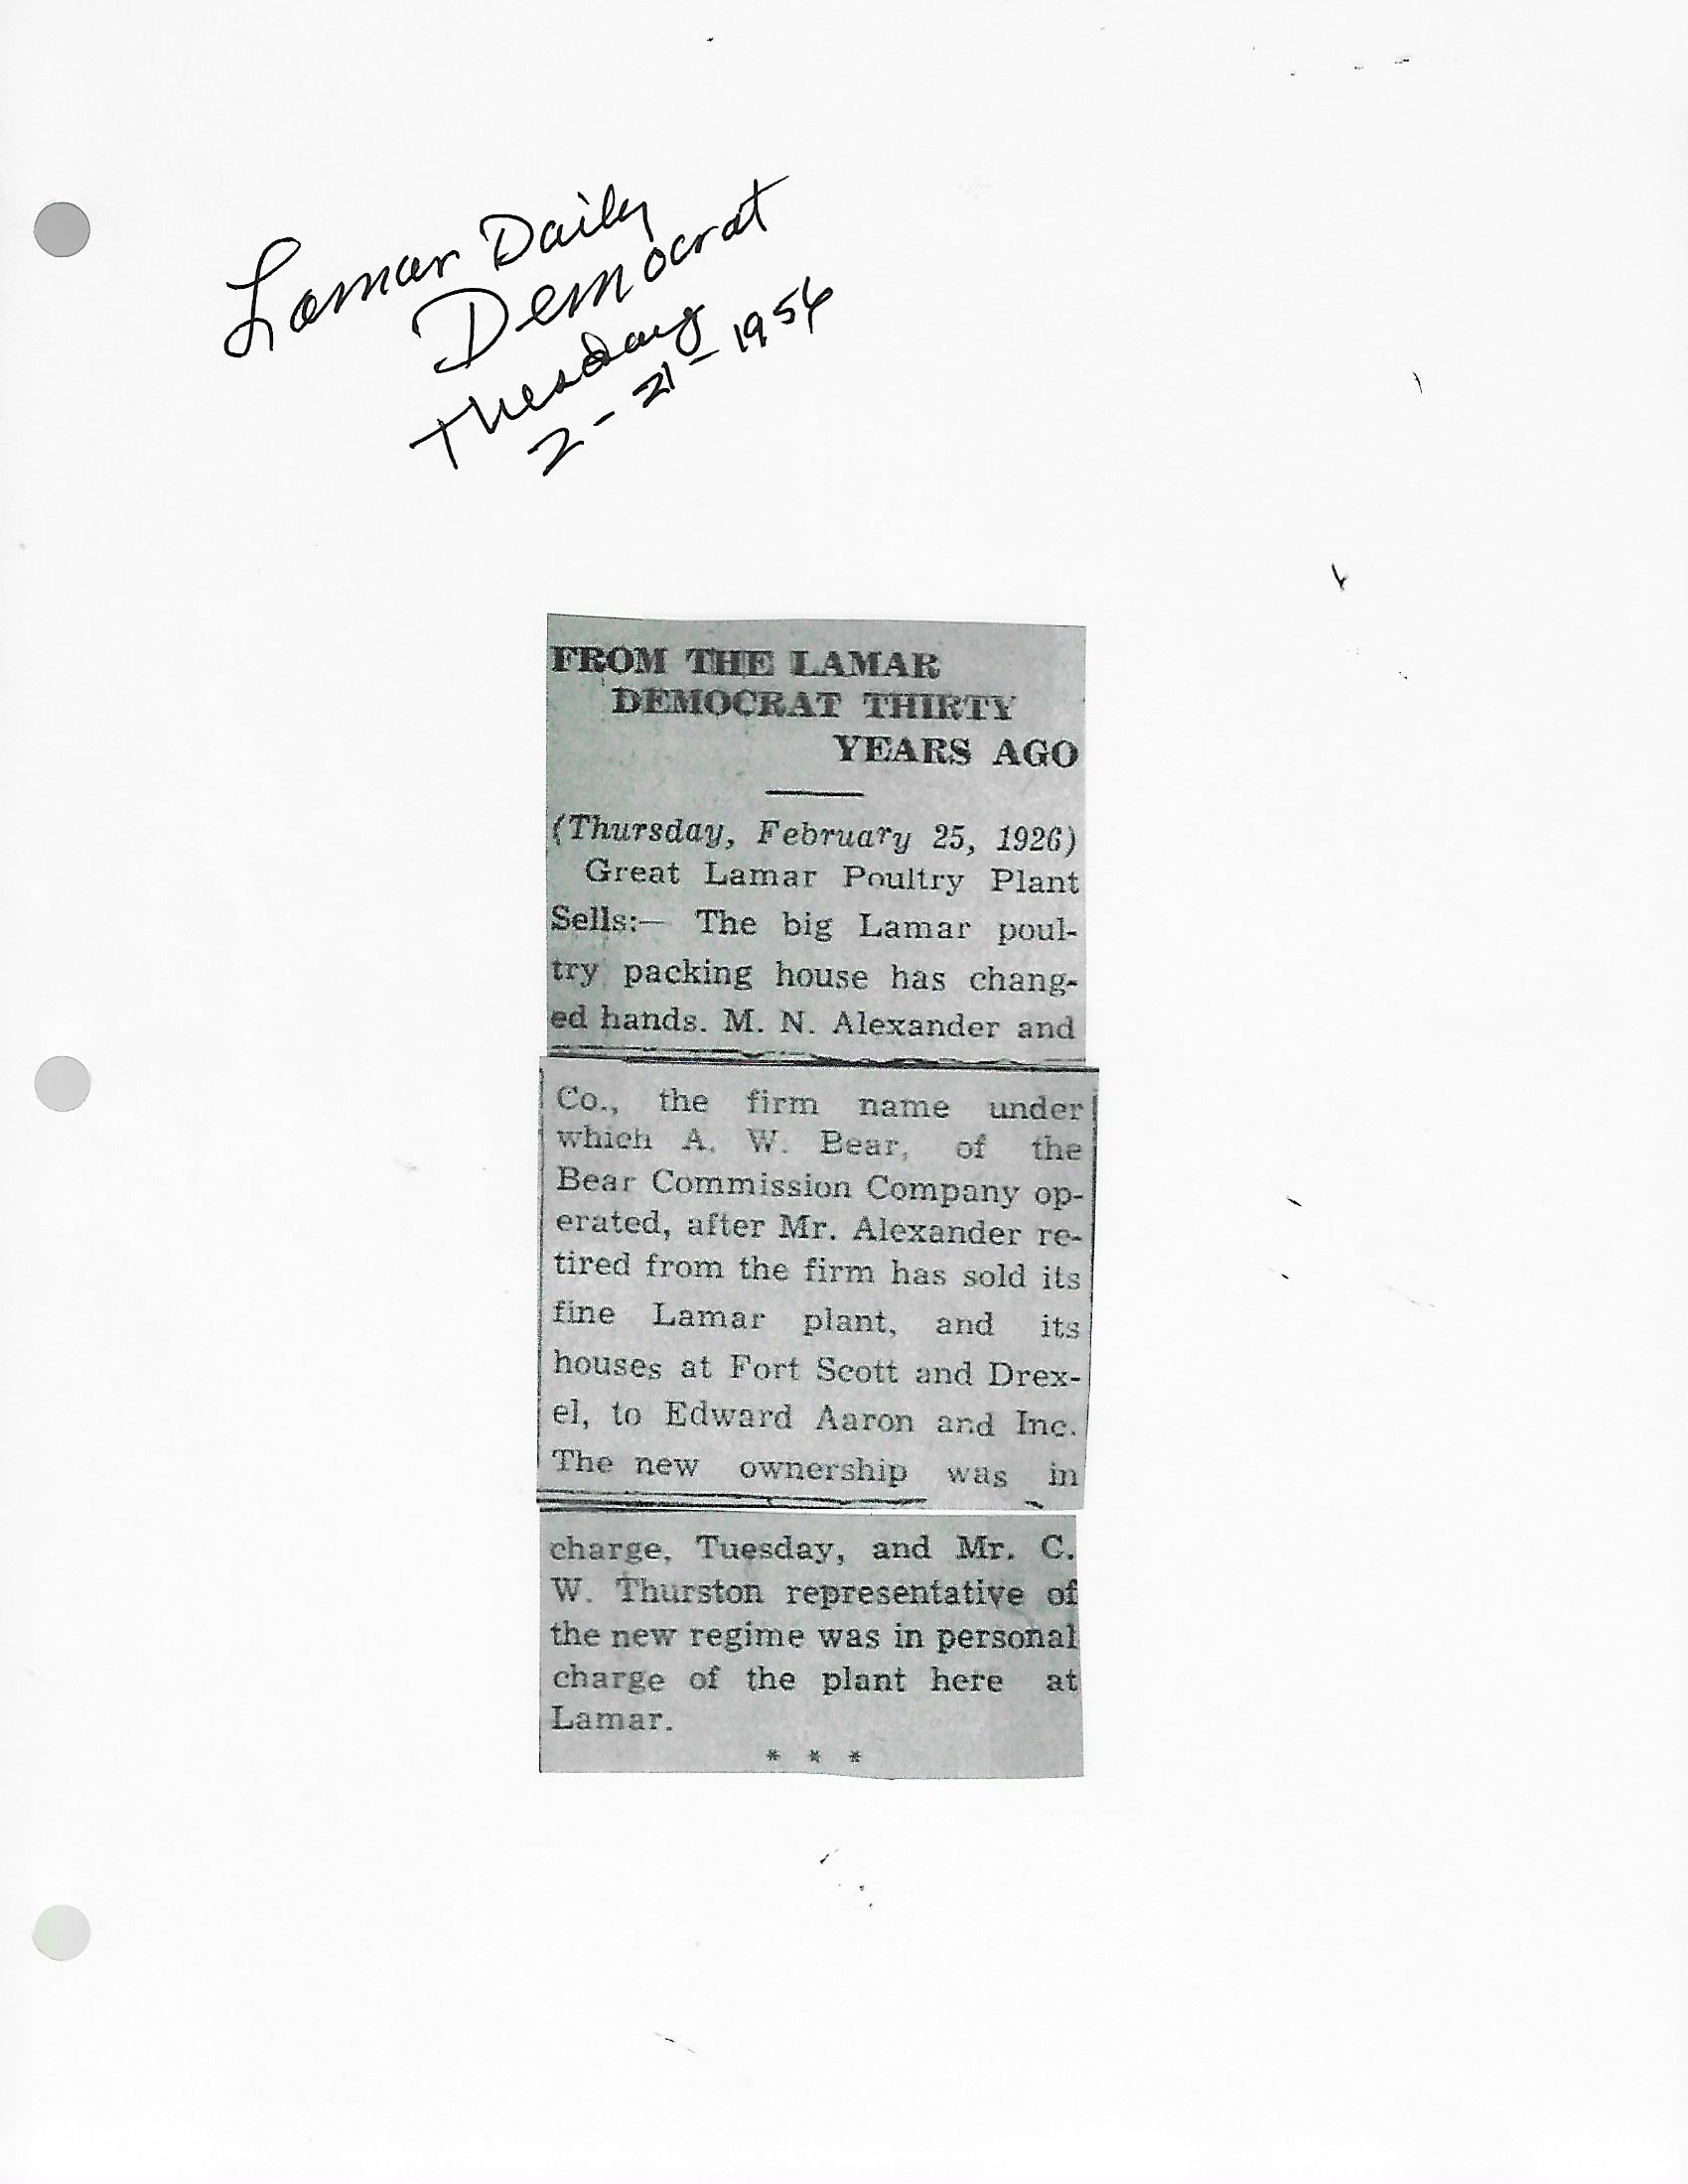 Lamar Daily
Democrat
Tuesday
2-21-1956
FROM THE LAMAR
DEMOCRAT THIRTY
YEARS AGO
(Thursday, February 25, 1926)
Great Lamar Poultry Plant
Sells:— The big Lamar poul-
try packing house has chang-
ed hands. M. N. Alexander and
Co., the firm name under
which A. W. Bear, of the
Bear Commission Company op-
erated, after Mr. Alexander re-
tired from the firm has sold its
fine Lamar plant, and its
houses at Fort Scott and Drex-
el, to Edward Aaron and Inc.
The new ownership was in
charge, Tuesday, and Mr. C.
W. Thurston representative of
the new regime was in personal
charge of the plant here at
Lamar.
* * *